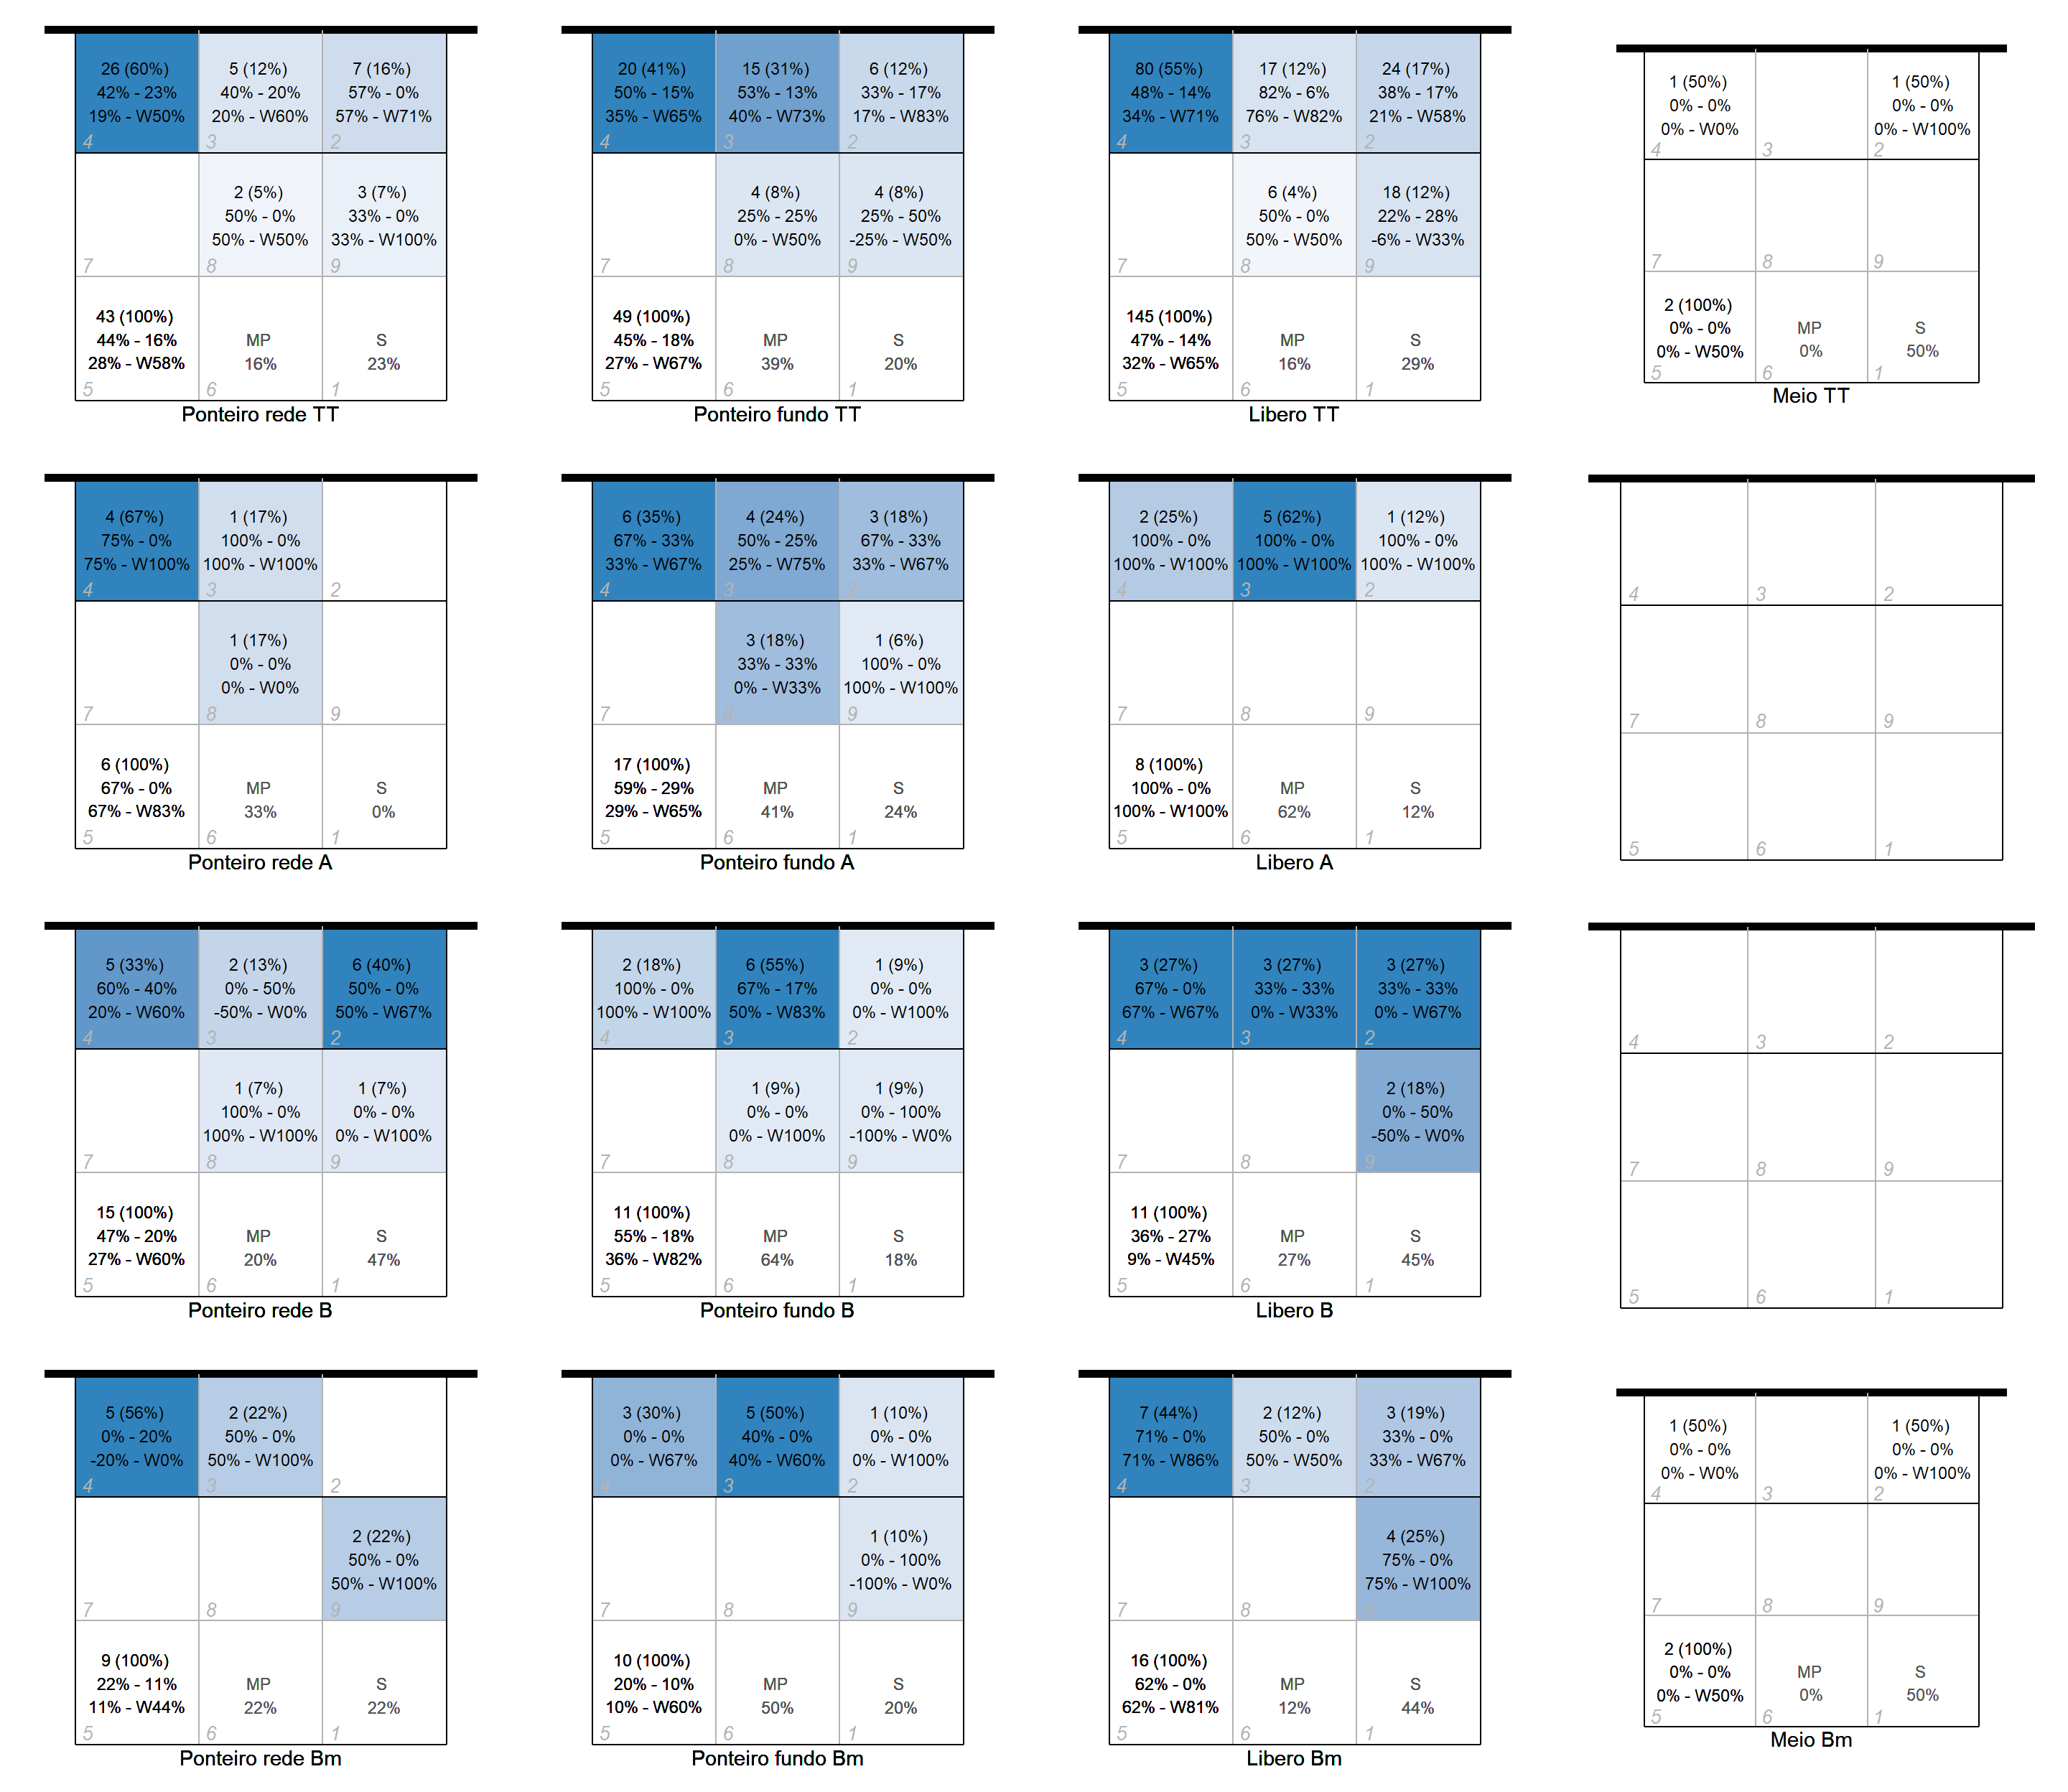 26 (60%)
42% - 23%
19% - W50%
4
5 (12%)
40% - 20%
20% - W60%
3
7 (16%)
57% - 0%
57% - W71%
2
7
2 (5%)
50% - 0%
50% - W50%
8
3 (7%)
33% - 0%
33% - W100%
9
43 (100%)
44% - 16%
28% - W58%
5
MP
16%
6
S
23%
1
Ponteiro rede TT
20 (41%)
50% - 15%
35% - W65%
4
15 (31%)
53% - 13%
40% - W73%
3
6 (12%)
33% - 17%
17% - W83%
2
7
4 (8%)
25% - 25%
0% - W50%
8
4 (8%)
25% - 50%
-25% - W50%
9
49 (100%)
45% - 18%
27% - W67%
5
MP
39%
6
S
20%
1
Ponteiro fundo TT
80 (55%)
48% - 14%
34% - W71%
4
17 (12%)
82% - 6%
76% - W82%
3
24 (17%)
38% - 17%
21% - W58%
2
7
6 (4%)
50% - 0%
50% - W50%
8
18 (12%)
22% - 28%
-6% - W33%
9
145 (100%)
47% - 14%
32% - W65%
5
MP
16%
6
S
29%
1
Libero TT
1 (50%)
0% - 0%
0% - W0%
4
3
1 (50%)
0% - 0%
0% - W100%
2
7
8
9
2 (100%)
0% - 0%
0% - W50%
5
MP
0%
6
S
50%
1
Meio TT
4 (67%)
75% - 0%
75% - W100%
4
1 (17%)
100% - 0%
100% - W100%
3
2
7
1 (17%)
0% - 0%
0% - W0%
8
9
6 (100%)
67% - 0%
67% - W83%
5
MP
33%
6
S
0%
1
Ponteiro rede A
6 (35%)
67% - 33%
33% - W67%
4
4 (24%)
50% - 25%
25% - W75%
3
3 (18%)
67% - 33%
33% - W67%
2
7
3 (18%)
33% - 33%
0% - W33%
8
1 (6%)
100% - 0%
100% - W100%
9
17 (100%)
59% - 29%
29% - W65%
5
MP
41%
6
S
24%
1
Ponteiro fundo A
2 (25%)
100% - 0%
100% - W100%
4
5 (62%)
100% - 0%
100% - W100%
3
1 (12%)
100% - 0%
100% - W100%
2
7
8
9
8 (100%)
100% - 0%
100% - W100%
5
MP
62%
6
S
12%
1
Libero A
4
3
2
7
8
9
5
6
1
5 (33%)
60% - 40%
20% - W60%
4
2 (13%)
0% - 50%
-50% - W0%
3
6 (40%)
50% - 0%
50% - W67%
2
7
1 (7%)
100% - 0%
100% - W100%
8
1 (7%)
0% - 0%
0% - W100%
9
15 (100%)
47% - 20%
27% - W60%
5
MP
20%
6
S
47%
1
Ponteiro rede B
2 (18%)
100% - 0%
100% - W100%
4
6 (55%)
67% - 17%
50% - W83%
3
1 (9%)
0% - 0%
0% - W100%
2
7
1 (9%)
0% - 0%
0% - W100%
8
1 (9%)
0% - 100%
-100% - W0%
9
11 (100%)
55% - 18%
36% - W82%
5
MP
64%
6
S
18%
1
Ponteiro fundo B
3 (27%)
67% - 0%
67% - W67%
4
3 (27%)
33% - 33%
0% - W33%
3
3 (27%)
33% - 33%
0% - W67%
2
7
8
2 (18%)
0% - 50%
-50% - W0%
9
11 (100%)
36% - 27%
9% - W45%
5
MP
27%
6
S
45%
1
Libero B
4
3
2
7
8
9
5
6
1
5 (56%)
0% - 20%
-20% - W0%
4
2 (22%)
50% - 0%
50% - W100%
3
2
7
8
2 (22%)
50% - 0%
50% - W100%
9
9 (100%)
22% - 11%
11% - W44%
5
MP
22%
6
S
22%
1
Ponteiro rede Bm
3 (30%)
0% - 0%
0% - W67%
4
5 (50%)
40% - 0%
40% - W60%
3
1 (10%)
0% - 0%
0% - W100%
2
7
8
1 (10%)
0% - 100%
-100% - W0%
9
10 (100%)
20% - 10%
10% - W60%
5
MP
50%
6
S
20%
1
Ponteiro fundo Bm
7 (44%)
71% - 0%
71% - W86%
4
2 (12%)
50% - 0%
50% - W50%
3
3 (19%)
33% - 0%
33% - W67%
2
7
8
4 (25%)
75% - 0%
75% - W100%
9
16 (100%)
62% - 0%
62% - W81%
5
MP
12%
6
S
44%
1
Libero Bm
1 (50%)
0% - 0%
0% - W0%
4
3
1 (50%)
0% - 0%
0% - W100%
2
7
8
9
2 (100%)
0% - 0%
0% - W50%
5
MP
0%
6
S
50%
1
Meio Bm